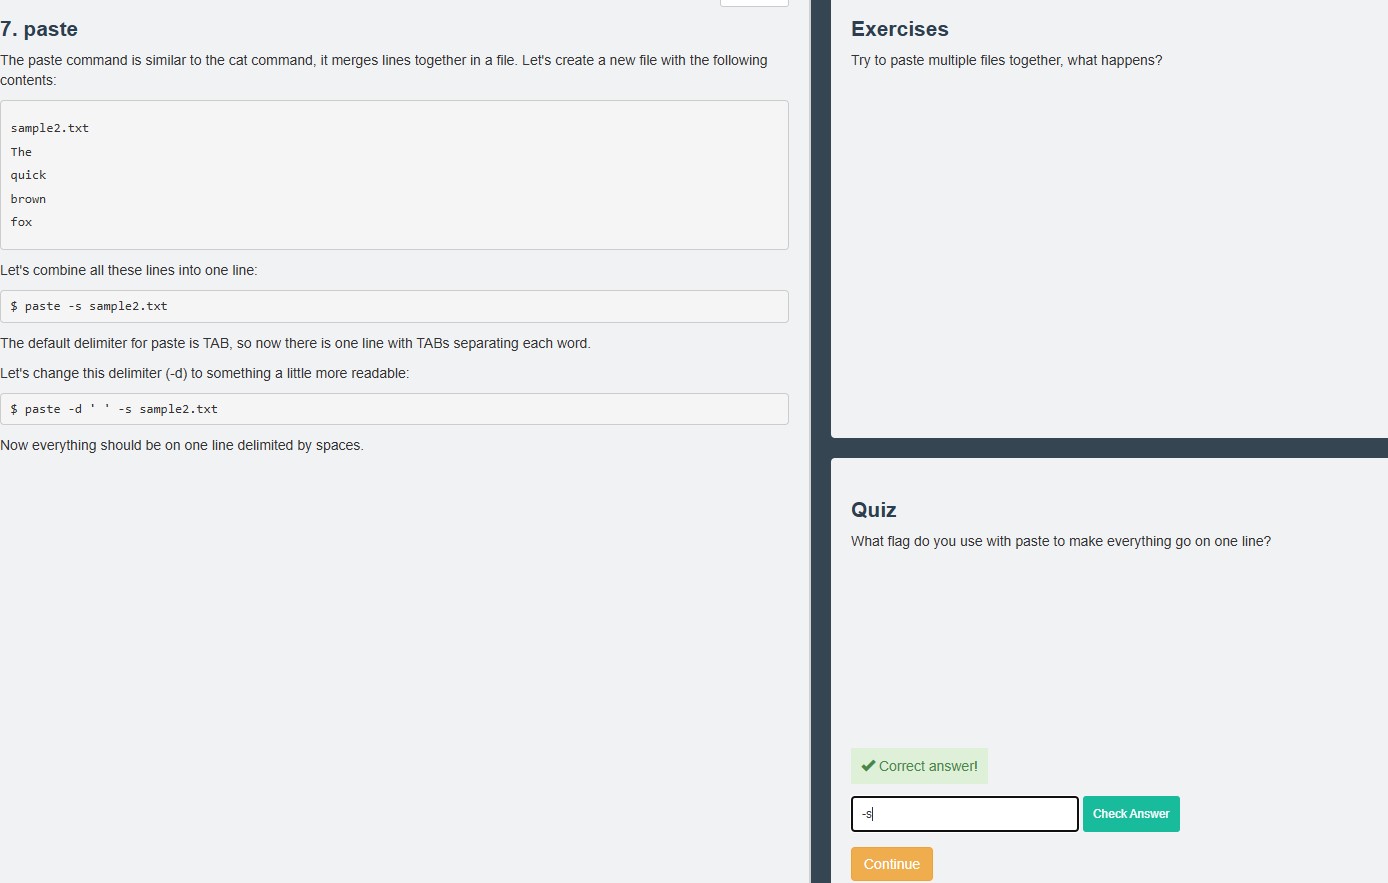 7. paste
The paste command is similar to the cat command, it merges lines together in a file. Let's create a new file with the following
contents:
sample2.txt
The
quick
brown
fox
Let's combine all these lines into one line:
$ paste -s sample2.txt
The default delimiter for paste is TAB, so now there is one line with TABs separating each word.
Let's change this delimiter (-d) to something a little more readable:
$ paste -d ' ' -s sample2.txt
Now everything should be on one line delimited by spaces.
Exercises
Try to paste multiple files together, what happens?
Quiz
What flag do you use with paste to make everything go on one line?
✔ Correct answer!
-s
Check Answer
Continue